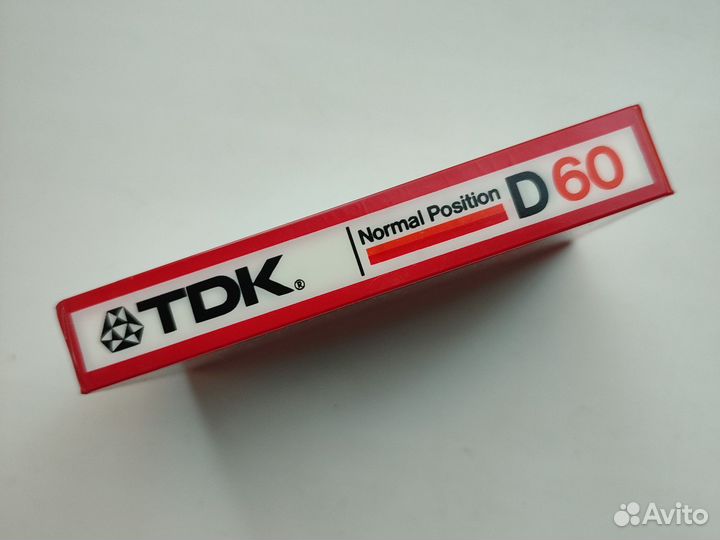 TDK®
Normal Position
D60
Avito